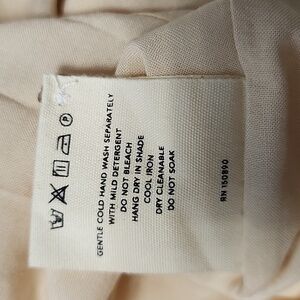 GENTLE COLD HAND WASH SEPARATELY
WITH MILD DETERGENT
DO NOT BLEACH
HANG DRY IN SHADE
COOL IRON
DRY CLEANABLE
DO NOT SOAK
RN 150890